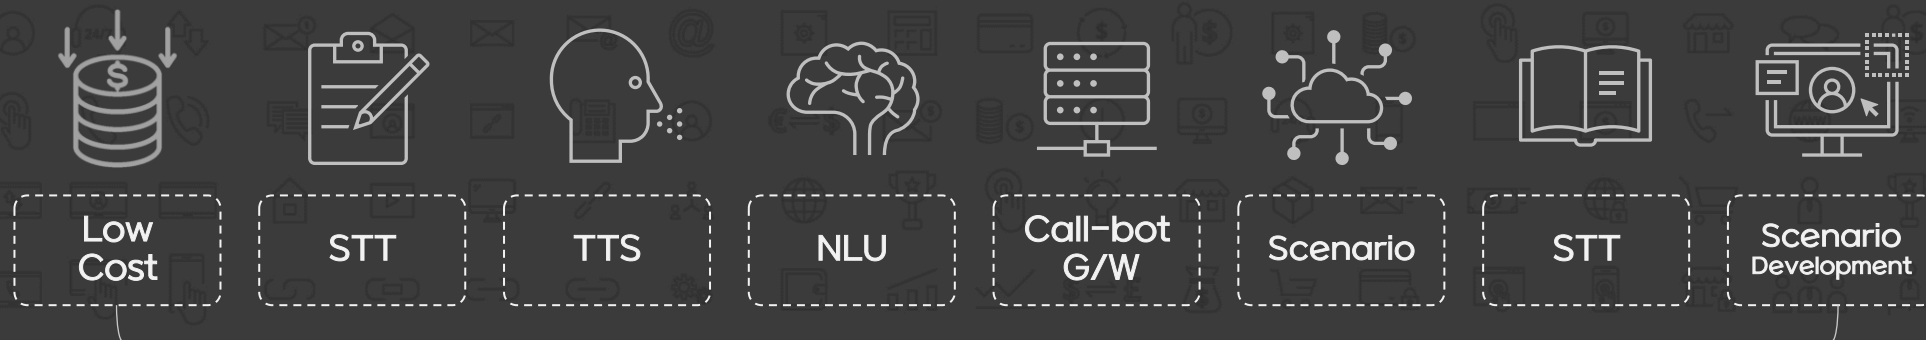 Low
Cost
STT
TTS
NLU
Call-bot
G/W
Scenario
STT
Scenario
Development